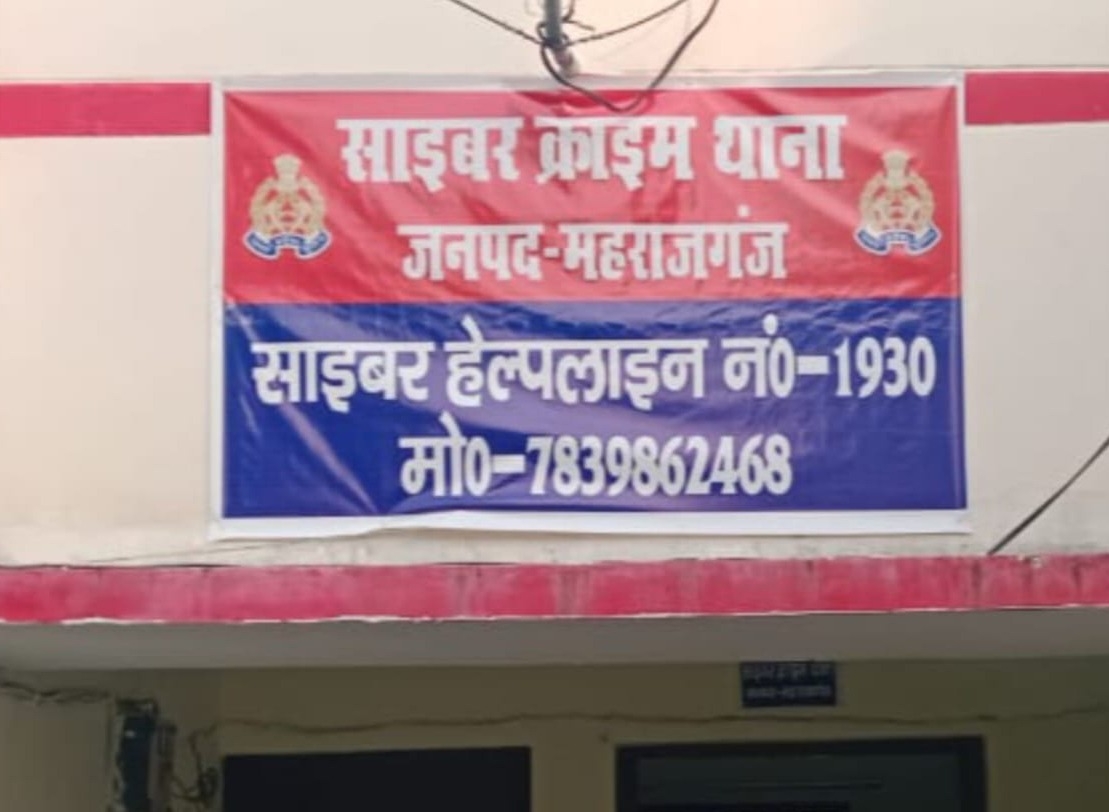 साइबर क्राइम थाना
जनपद-महराजगंज
साइबर हेल्पलाइन नं0-1930
मो0-7839862468